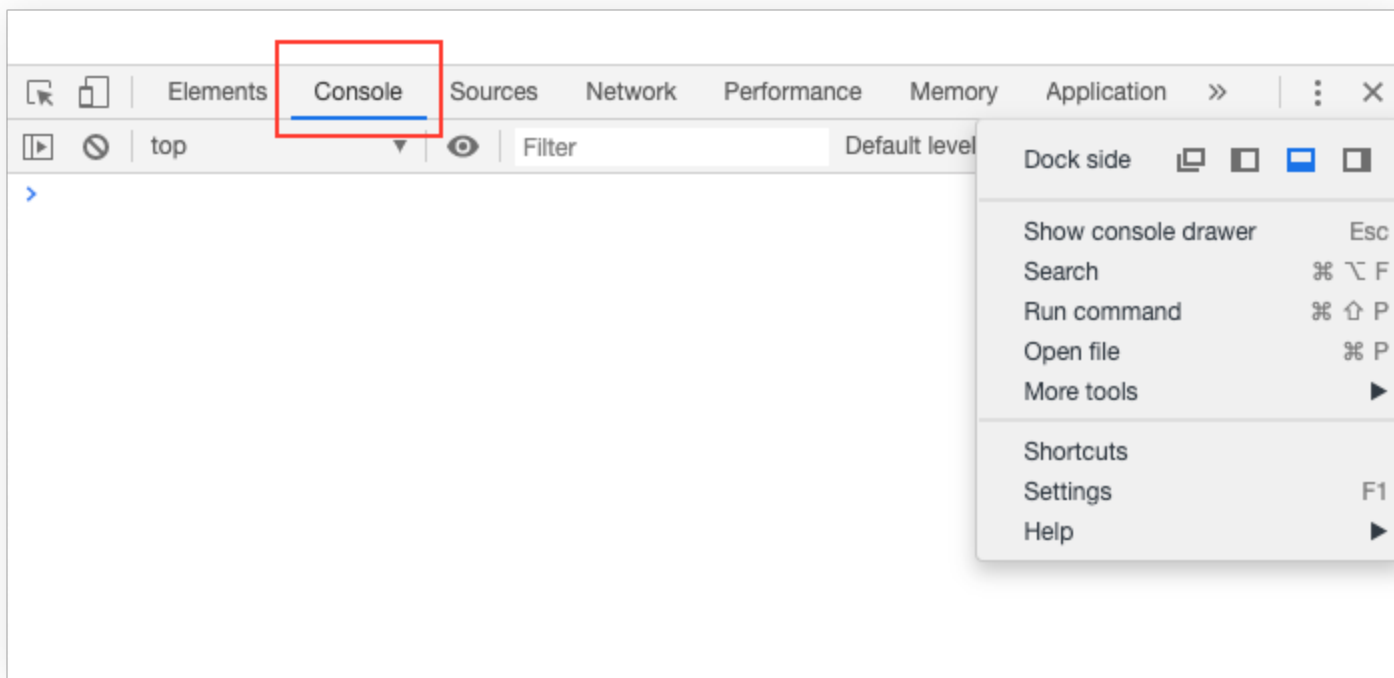 Elements Console Sources Network Performance Memory Application »
top ▼ Filter Default level
>
Dock side
Show console drawer Esc
Search ⌘ ⌥ F
Run command ⌘ ⇧ P
Open file ⌘ P
More tools ▶
Shortcuts
Settings F1
Help ▶